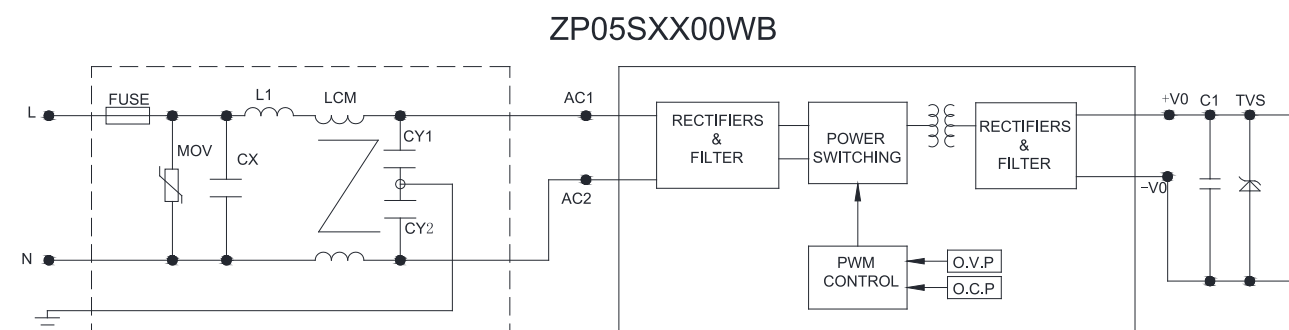 ZP05SXX00WB
L
FUSE
L1
LCM
MOV
CX
CY1
CY2
N
AC1
AC2
RECTIFIERS
&
FILTER
POWER
SWITCHING
RECTIFIERS
&
FILTER
PWM
CONTROL
O.V.P
O.C.P
+V0
C1
TVS
-V0